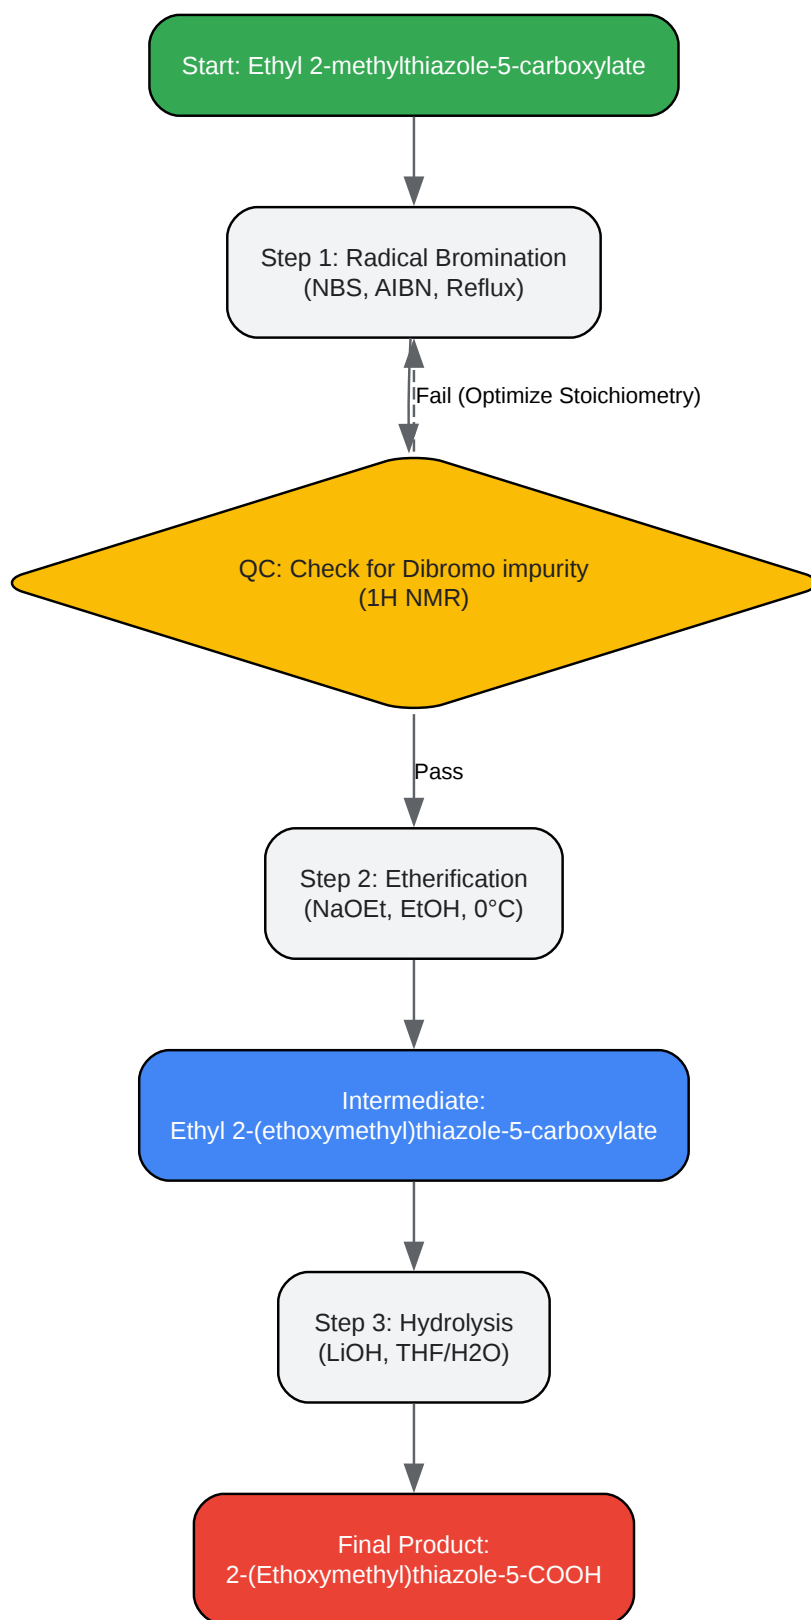 Start: Ethyl 2-methylthiazole-5-carboxylate
Step 1: Radical Bromination
(NBS, AIBN, Reflux)
Fail (Optimize Stoichiometry)
QC: Check for Dibromo impurity
(1H NMR)
Pass
Step 2: Etherification
(NaOEt, EtOH, 0°C)
Intermediate:
Ethyl 2-(ethoxymethyl)thiazole-5-carboxylate
Step 3: Hydrolysis
(LiOH, THF/H2O)
Final Product:
2-(Ethoxymethyl)thiazole-5-COOH